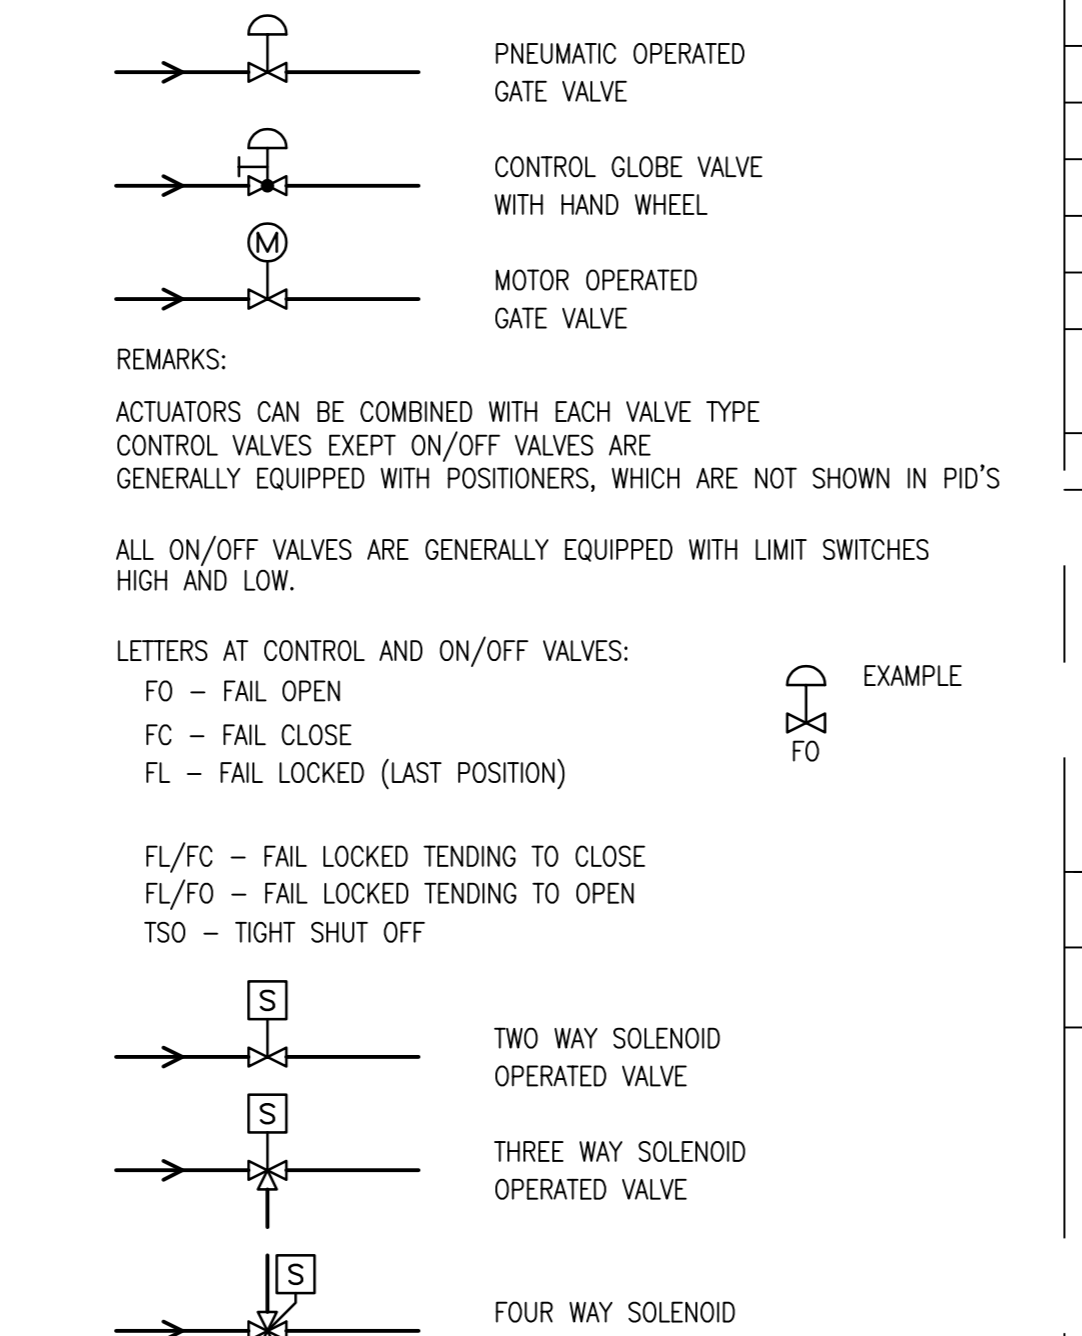 PNEUMATIC OPERATED
GATE VALVE
CONTROL GLOBE VALVE
WITH HAND WHEEL
M
MOTOR OPERATED
GATE VALVE
REMARKS:
ACTUATORS CAN BE COMBINED WITH EACH VALVE TYPE
CONTROL VALVES EXEPT ON/OFF VALVES ARE
GENERALLY EQUIPPED WITH POSITIONERS, WHICH ARE NOT SHOWN IN PID'S
ALL ON/OFF VALVES ARE GENERALLY EQUIPPED WITH LIMIT SWITCHES
HIGH AND LOW.
LETTERS AT CONTROL AND ON/OFF VALVES:
EXAMPLE
FO – FAIL OPEN
FC – FAIL CLOSE
FO
FL – FAIL LOCKED (LAST POSITION)
FL/FC – FAIL LOCKED TENDING TO CLOSE
FL/FO – FAIL LOCKED TENDING TO OPEN
TSO – TIGHT SHUT OFF
S
TWO WAY SOLENOID
OPERATED VALVE
S
THREE WAY SOLENOID
OPERATED VALVE
S
FOUR WAY SOLENOID